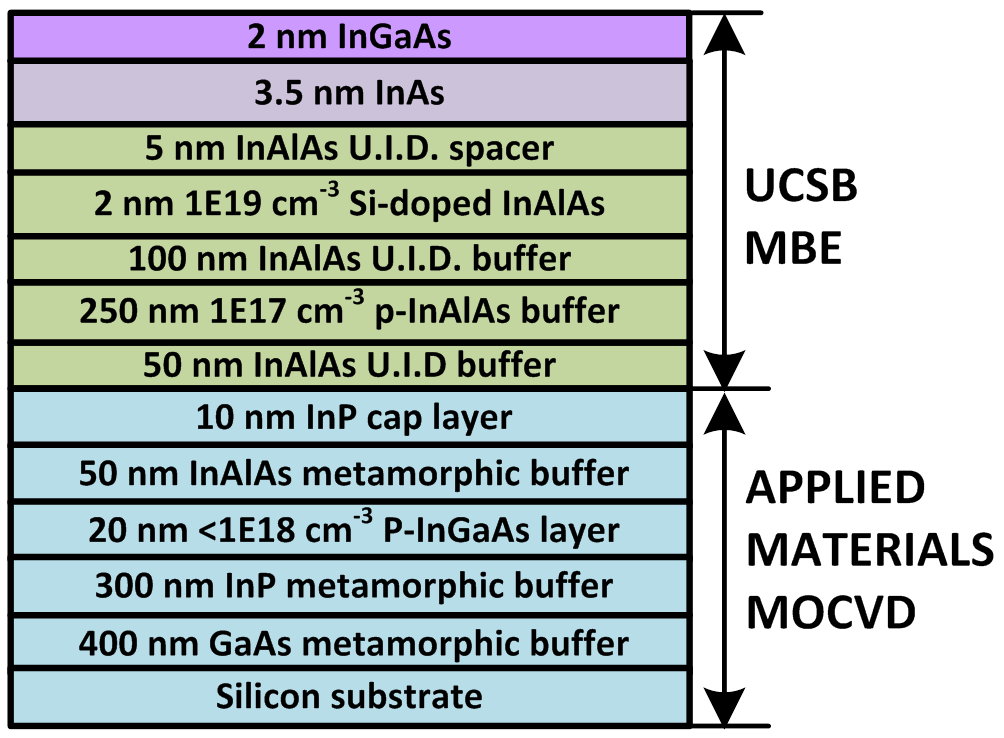 2 nm InGaAs
3.5 nm InAs
5 nm InAlAs U.I.D. spacer
2 nm 1E19 cm⁻³ Si-doped InAlAs
100 nm InAlAs U.I.D. buffer
250 nm 1E17 cm⁻³ p-InAlAs buffer
50 nm InAlAs U.I.D buffer
UCSB
MBE
10 nm InP cap layer
50 nm InAlAs metamorphic buffer
20 nm <1E18 cm⁻³ P-InGaAs layer
300 nm InP metamorphic buffer
400 nm GaAs metamorphic buffer
Silicon substrate
APPLIED
MATERIALS
MOCVD